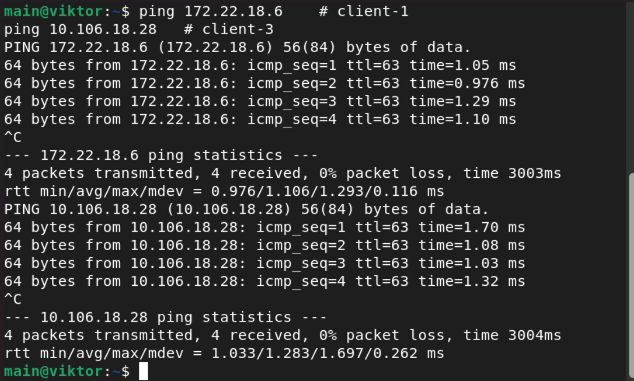 main@viktor:~$ ping 172.22.18.6    # client-1
ping 10.106.18.28   # client-3
PING 172.22.18.6 (172.22.18.6) 56(84) bytes of data.
64 bytes from 172.22.18.6: icmp_seq=1 ttl=63 time=1.05 ms
64 bytes from 172.22.18.6: icmp_seq=2 ttl=63 time=0.976 ms
64 bytes from 172.22.18.6: icmp_seq=3 ttl=63 time=1.29 ms
64 bytes from 172.22.18.6: icmp_seq=4 ttl=63 time=1.10 ms
^C
--- 172.22.18.6 ping statistics ---
4 packets transmitted, 4 received, 0% packet loss, time 3003ms
rtt min/avg/max/mdev = 0.976/1.106/1.293/0.116 ms
PING 10.106.18.28 (10.106.18.28) 56(84) bytes of data.
64 bytes from 10.106.18.28: icmp_seq=1 ttl=63 time=1.70 ms
64 bytes from 10.106.18.28: icmp_seq=2 ttl=63 time=1.08 ms
64 bytes from 10.106.18.28: icmp_seq=3 ttl=63 time=1.03 ms
64 bytes from 10.106.18.28: icmp_seq=4 ttl=63 time=1.32 ms
^C
--- 10.106.18.28 ping statistics ---
4 packets transmitted, 4 received, 0% packet loss, time 3004ms
rtt min/avg/max/mdev = 1.033/1.283/1.697/0.262 ms
main@viktor:~$